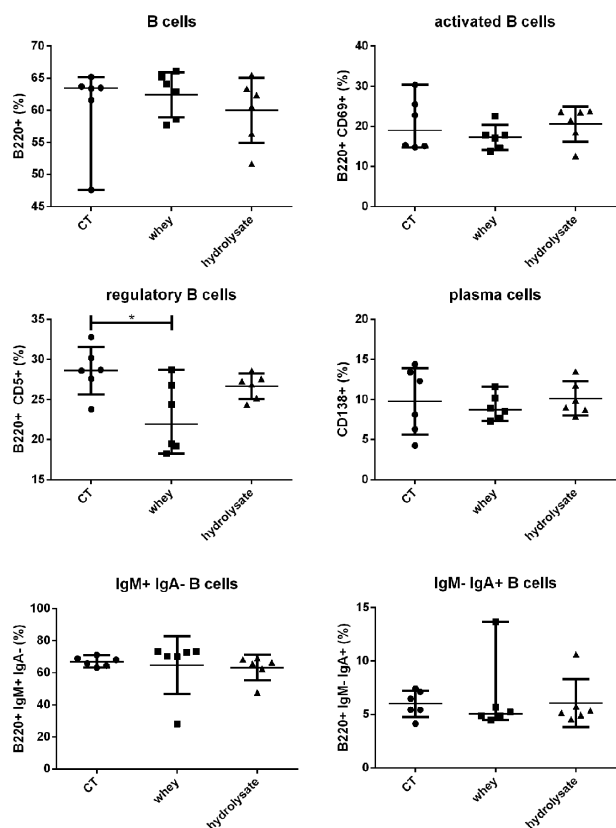 B cells
B220+ (%)
70
65
60
55
50
45
CT
whey
hydrolysate
activated B cells
B220+ CD69+ (%)
40
30
20
10
0
CT
whey
hydrolysate
regulatory B cells
B220+ CD5+ (%)
35
30
25
20
15
*
CT
whey
hydrolysate
plasma cells
CD138+ (%)
20
15
10
5
0
CT
whey
hydrolysate
IgM+ IgA- B cells
B220+ IgM+ IgA- (%)
100
80
60
40
20
0
CT
whey
hydrolysate
IgM- IgA+ B cells
B220+ IgM- IgA+ (%)
15
10
5
0
CT
whey
hydrolysate